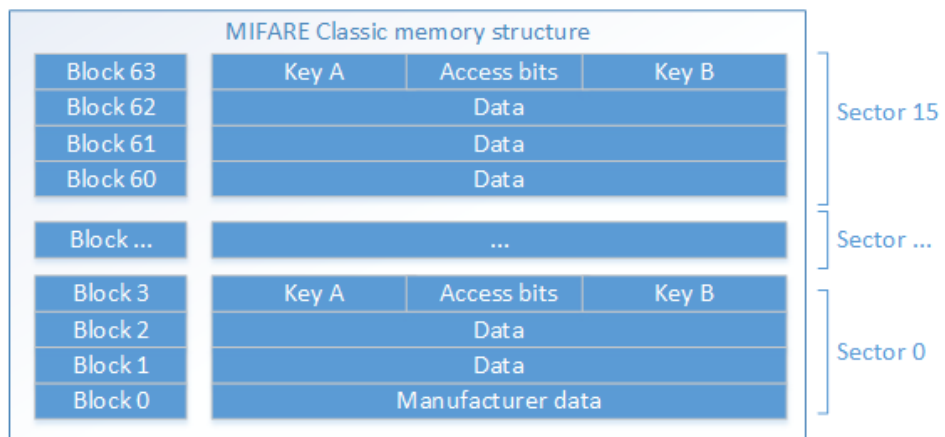 MIFARE Classic memory structure
Block 63 Key A Access bits Key B
Block 62 Data
Block 61 Data
Block 60 Data
Sector 15
Block ... ... Sector ...
Block 3 Key A Access bits Key B
Block 2 Data
Block 1 Data
Sector 0
Block 0 Manufacturer data